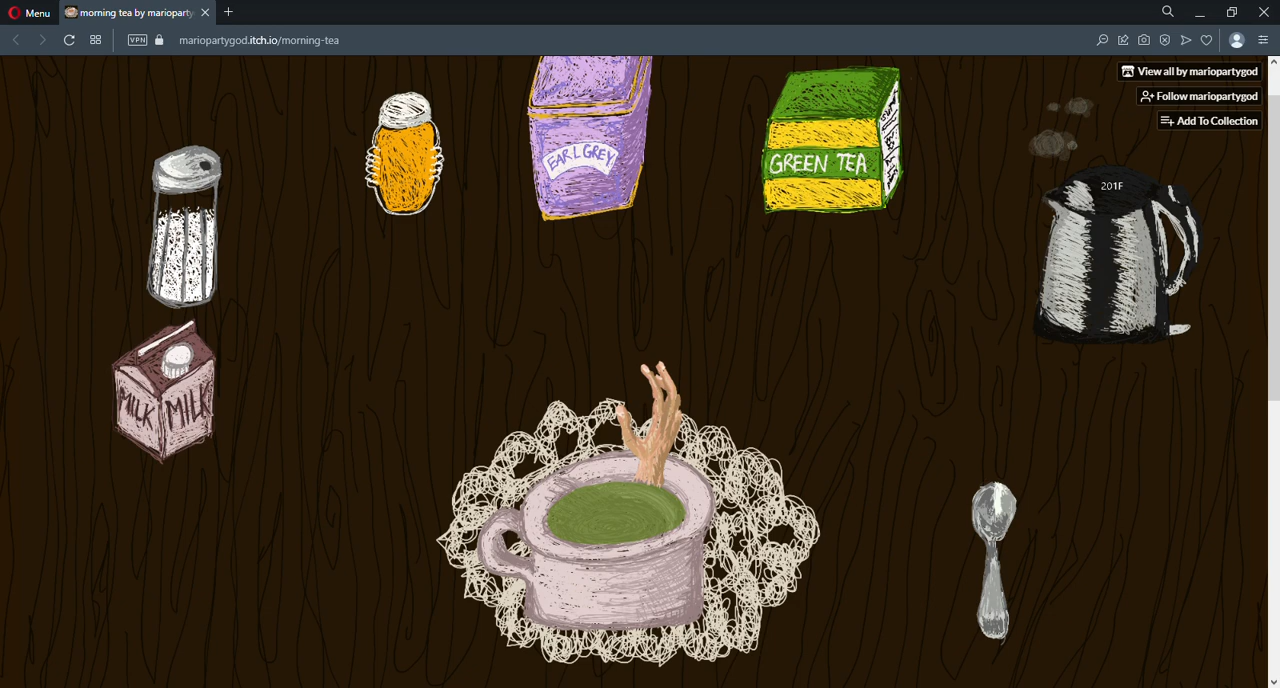 Menu
morning tea by marioparty
VPN
mariopartygod.itch.io/morning-tea
View all by mariopartygod
Follow mariopartygod
Add To Collection
EARL GREY
GREEN TEA
201F
MILK MILK